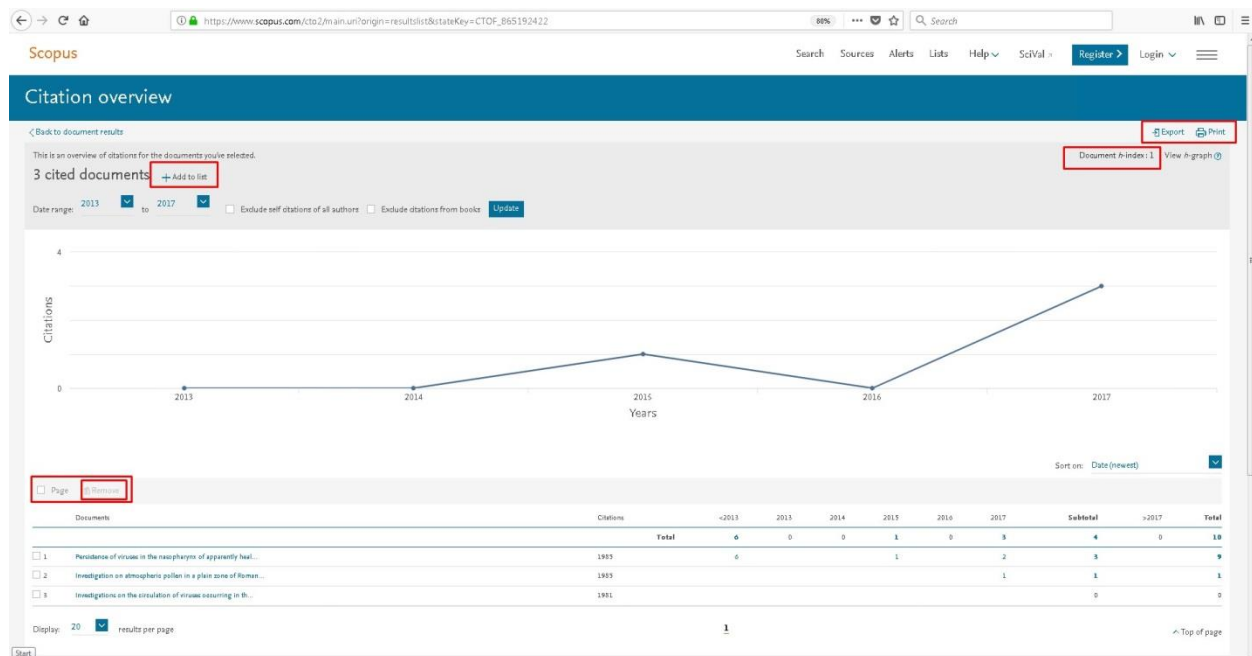 https://www.scopus.com/cto2/main.uri?origin=resultslist&stateKey=CTOF_865192422 80% Search
Scopus Search Sources Alerts Lists Help SciVal Register Login
Citation overview
Back to document results Export Print
This is an overview of citations for the documents you've selected. Document h-index: 1 View h-graph
3 cited documents + Add to list
Date range: 2013 to 2017 Exclude self citations of all authors Exclude citations from books Update
4
Citations
0
2013 2014 2015 2016 2017
Years
Sort on: Date (newest)
Page Remove
Documents Citations <2013 2013 2014 2015 2016 2017 Subtotal >2017 Total
Total 6 0 0 1 0 3 4 0 10
1 Persistence of viruses in the nasopharynx of apparently heal... 1983 6 1 2 3 9
2 Investigation on atmospheric pollen in a plain zone of Roman... 1983 1 1 1
3 Investigations on the circulation of viruses occurring in th... 1981 0 0
Display: 20 results per page 1 Top of page
Start